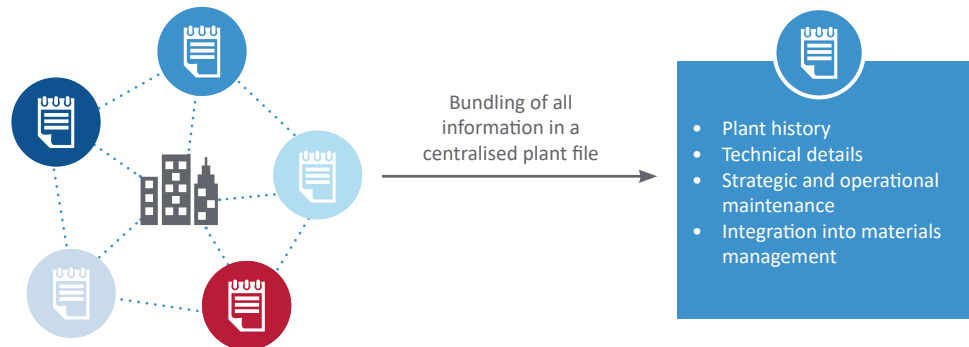 Bundling of all
information in a
centralised plant file
• Plant history
• Technical details
• Strategic and operational
maintenance
• Integration into materials
management